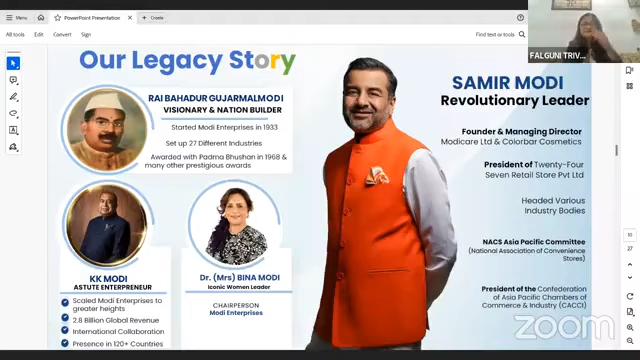 Menu
PowerPoint Presentation
Create
All tools
Edit
Convert
Sign
Find text or tools
FALGUNI TRIV...
Our Legacy Story
RAI BAHADUR GUJARMAL MODI
VISIONARY & NATION BUILDER
Started Modi Enterprises in 1933
Set up 27 Different Industries
Awarded with Padma Bhushan in 1968 &
many other prestigious awards
KK MODI
ASTUTE ENTERPRENEUR
Scaled Modi Enterprises to
greater heights
2.8 Billion Global Revenue
International Collaboration
Presence in 120+ Countries
Dr. (Mrs) BINA MODI
Iconic Women Leader
CHAIRPERSON
Modi Enterprises
SAMIR MODI
Revolutionary Leader
Founder & Managing Director
Modicare Ltd & Colorbar Cosmetics
President of Twenty-Four
Seven Retail Store Pvt Ltd
Headed Various
Industry Bodies
NACS Asia Pacific Committee
(National Association of Convenience
Stores)
President of the Confederation
of Asia Pacific Chambers of
Commerce & Industry (CACCI)
10
27
zoom